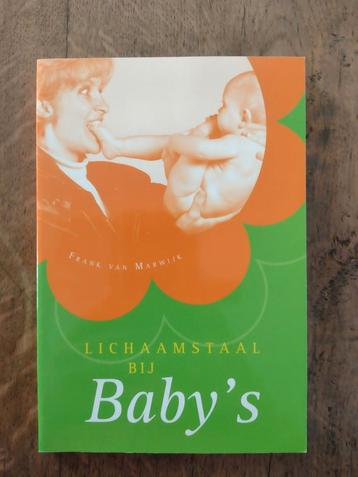 FRANK VAN MARWIJK
LICHAAMSTAAL
BIJ
Baby's